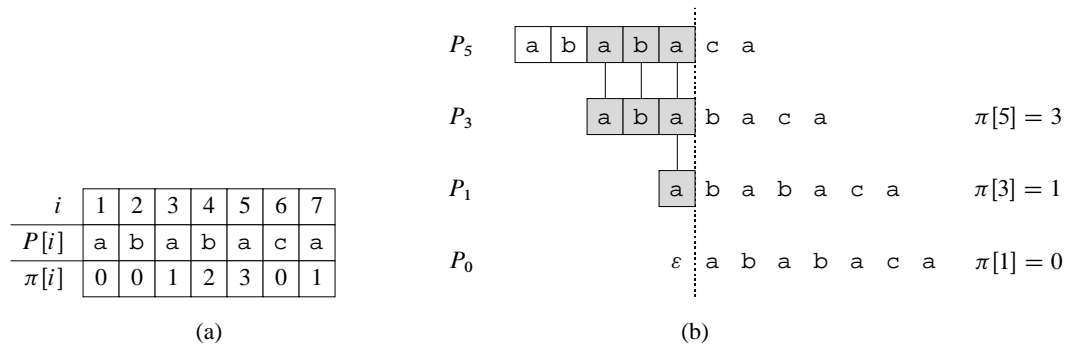 i 1 2 3 4 5 6 7
P[i] a b a b a c a
π[i] 0 0 1 2 3 0 1
(a)
P5 a b a b a c a
P3 a b a b a c a π[5] = 3
P1 a b a b a c a π[3] = 1
P0 ε a b a b a c a π[1] = 0
(b)